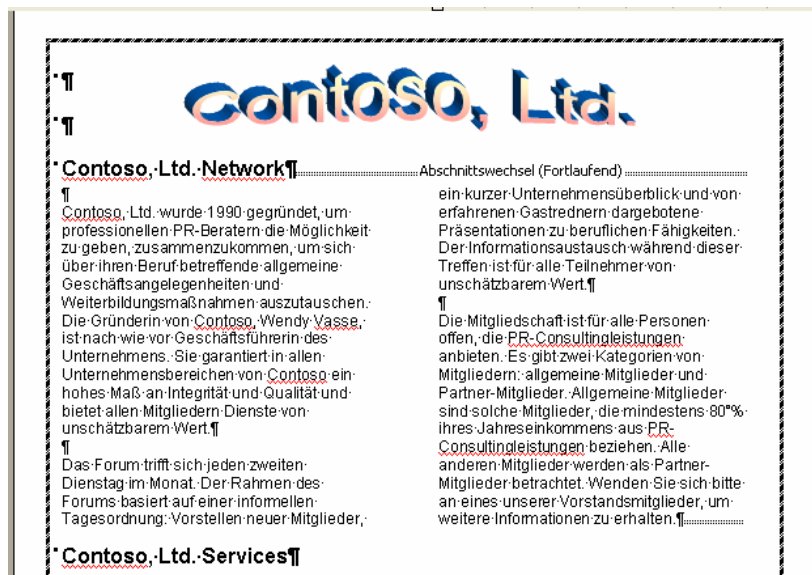 Contoso, Ltd.
Contoso, Ltd. Network¶
Abschnittswechsel (Fortlaufend)
¶
Contoso, Ltd. wurde 1990 gegründet, um
professionellen PR-Beratern die Möglichkeit
zu geben, zusammenzukommen, um sich
über ihren Beruf betreffende allgemeine
Geschäftsangelegenheiten und
Weiterbildungsmaßnahmen auszutauschen.
Die Gründerin von Contoso, Wendy Vasse,
ist nach wie vor Geschäftsführerin des
Unternehmens. Sie garantiert in allen
Unternehmensbereichen von Contoso ein
hohes Maß an Integrität und Qualität und
bietet allen Mitgliedern Dienste von
unschätzbarem Wert.¶
¶
Das Forum trifft sich jeden zweiten
Dienstag im Monat. Der Rahmen des
Forums basiert auf einer informellen
Tagesordnung: Vorstellen neuer Mitglieder,
ein kurzer Unternehmensüberblick und von
erfahrenen Gastrednern dargebotene
Präsentationen zu beruflichen Fähigkeiten.
Der Informationsaustausch während dieser
Treffen ist für alle Teilnehmer von
unschätzbarem Wert.¶
¶
Die Mitgliedschaft ist für alle Personen
offen, die PR-Consultingleistungen
anbieten. Es gibt zwei Kategorien von
Mitgliedern: allgemeine Mitglieder und
Partner-Mitglieder. Allgemeine Mitglieder
sind solche Mitglieder, die mindestens 80°%
ihres Jahreseinkommens aus PR-
Consultingleistungen beziehen. Alle
anderen Mitglieder werden als Partner-
Mitglieder betrachtet. Wenden Sie sich bitte
an eines unserer Vorstandsmitglieder, um
weitere Informationen zu erhalten.¶
Contoso, Ltd. Services¶